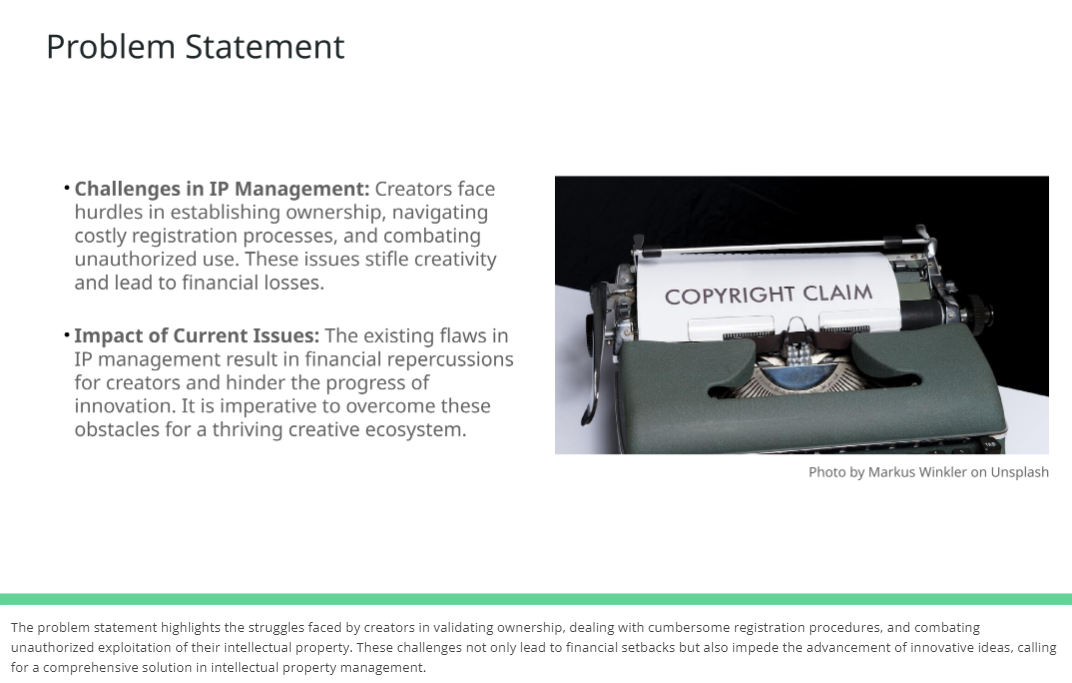 Problem Statement
• Challenges in IP Management: Creators face
hurdles in establishing ownership, navigating
costly registration processes, and combating
unauthorized use. These issues stifle creativity
and lead to financial losses.
• Impact of Current Issues: The existing flaws in
IP management result in financial repercussions
for creators and hinder the progress of
innovation. It is imperative to overcome these
obstacles for a thriving creative ecosystem.
COPYRIGHT CLAIM
Photo by Markus Winkler on Unsplash
The problem statement highlights the struggles faced by creators in validating ownership, dealing with cumbersome registration procedures, and combating
unauthorized exploitation of their intellectual property. These challenges not only lead to financial setbacks but also impede the advancement of innovative ideas, calling
for a comprehensive solution in intellectual property management.